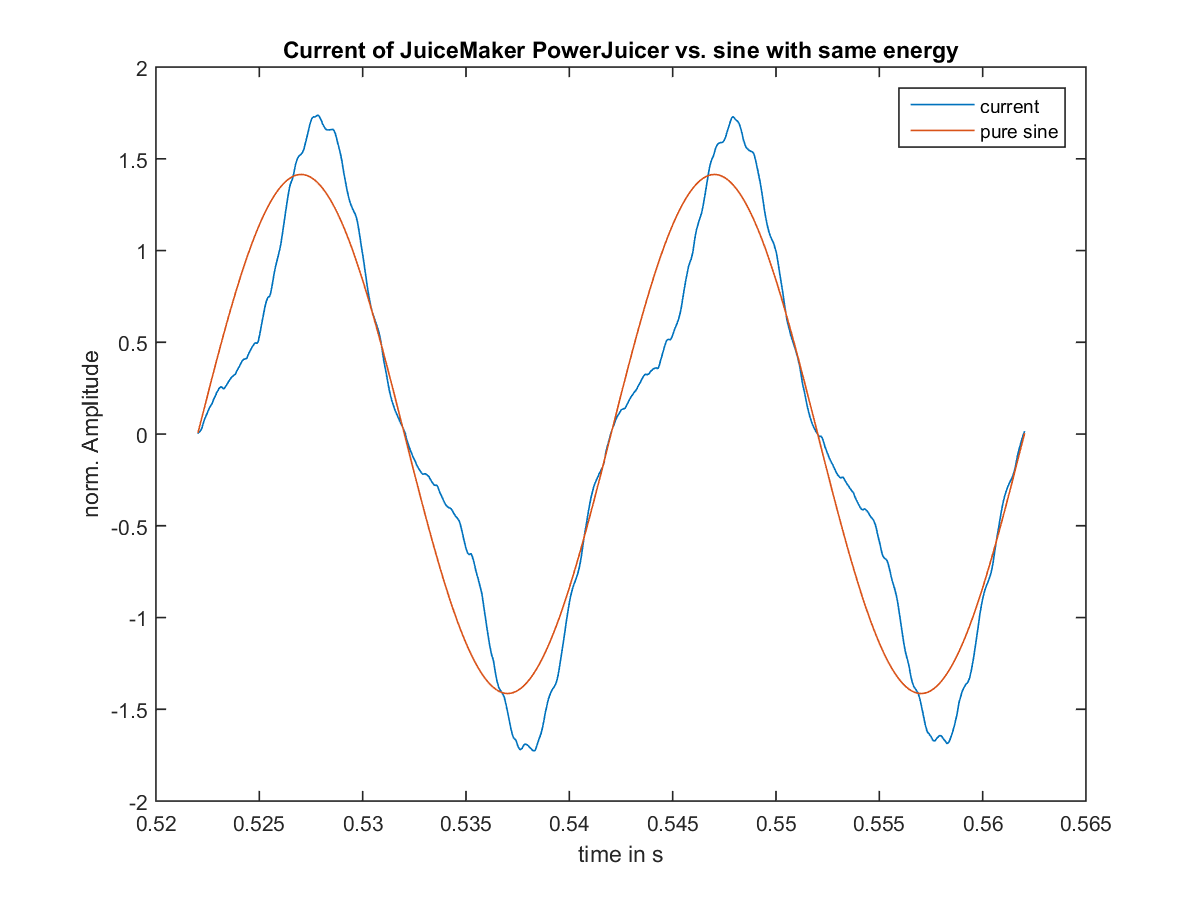 Current of JuiceMaker PowerJuicer vs. sine with same energy
2
current
pure sine
1.5
1
0.5
0
-0.5
-1
-1.5
-2
norm. Amplitude
0.52 0.525 0.53 0.535 0.54 0.545 0.55 0.555 0.56 0.565
time in s